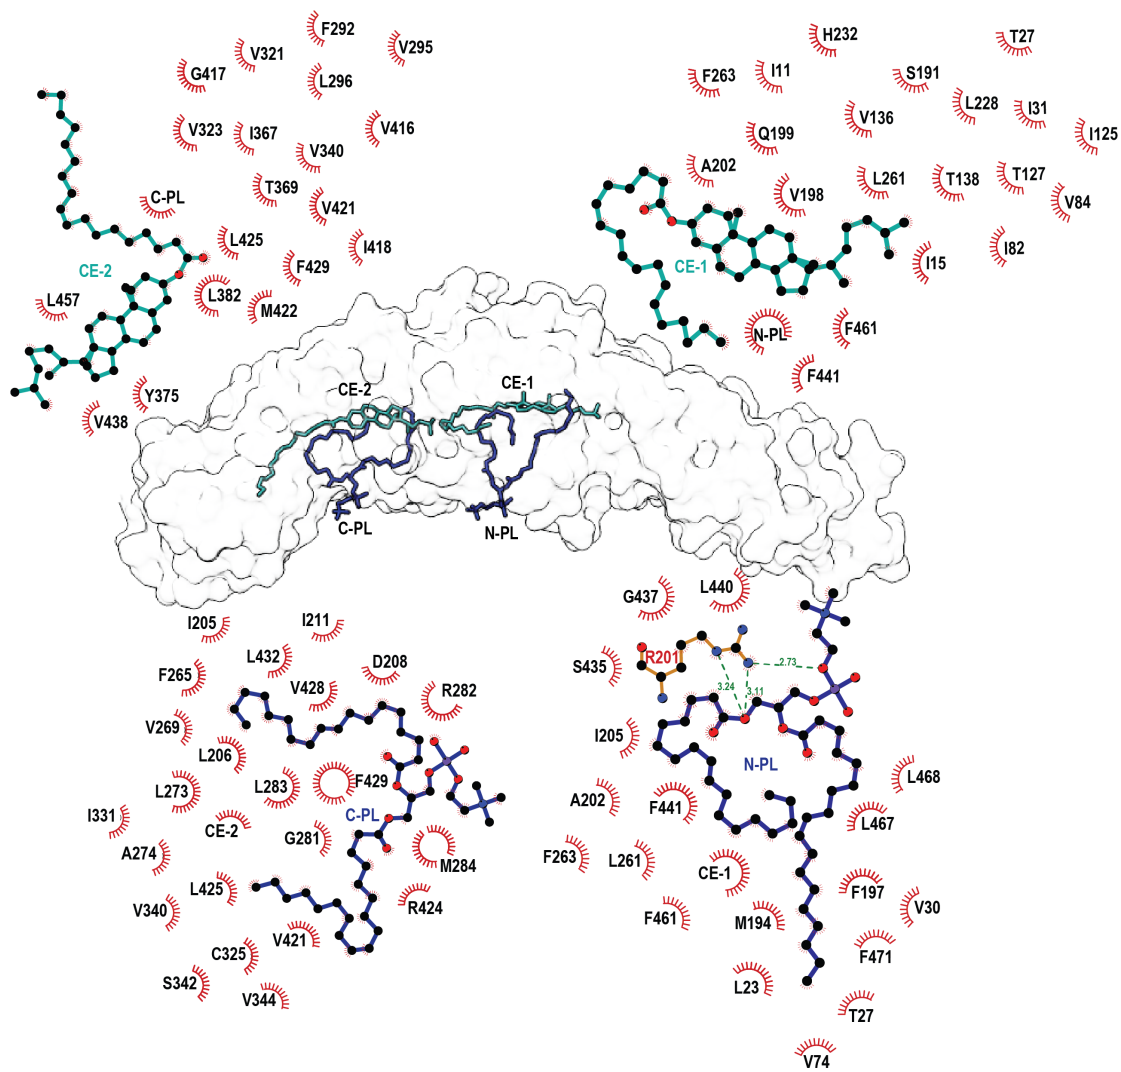 F292
V321
V295
G417
L296
V323
I367
V416
V340
T369
C-PL
V421
L425
I418
CE-2
F429
L382
L457
M422
Y375
V438
H232
T27
F263
I11
S191
L228
I31
V136
Q199
I125
A202
L261
T138
T127
V198
V84
I82
CE-1
I15
N-PL
F461
F441
CE-2
CE-1
C-PL
N-PL
I205
I211
L432
F265
D208
V428
R282
V269
L206
L273
L283
F429
I331
CE-2
C-PL
G281
A274
M284
L425
R424
V340
V421
C325
S342
V344
L440
G437
R201
S435
2.73
3.24
3.11
I205
N-PL
L468
A202
F441
L467
F263
L261
CE-1
F197
V30
F461
M194
F471
L23
T27
V74